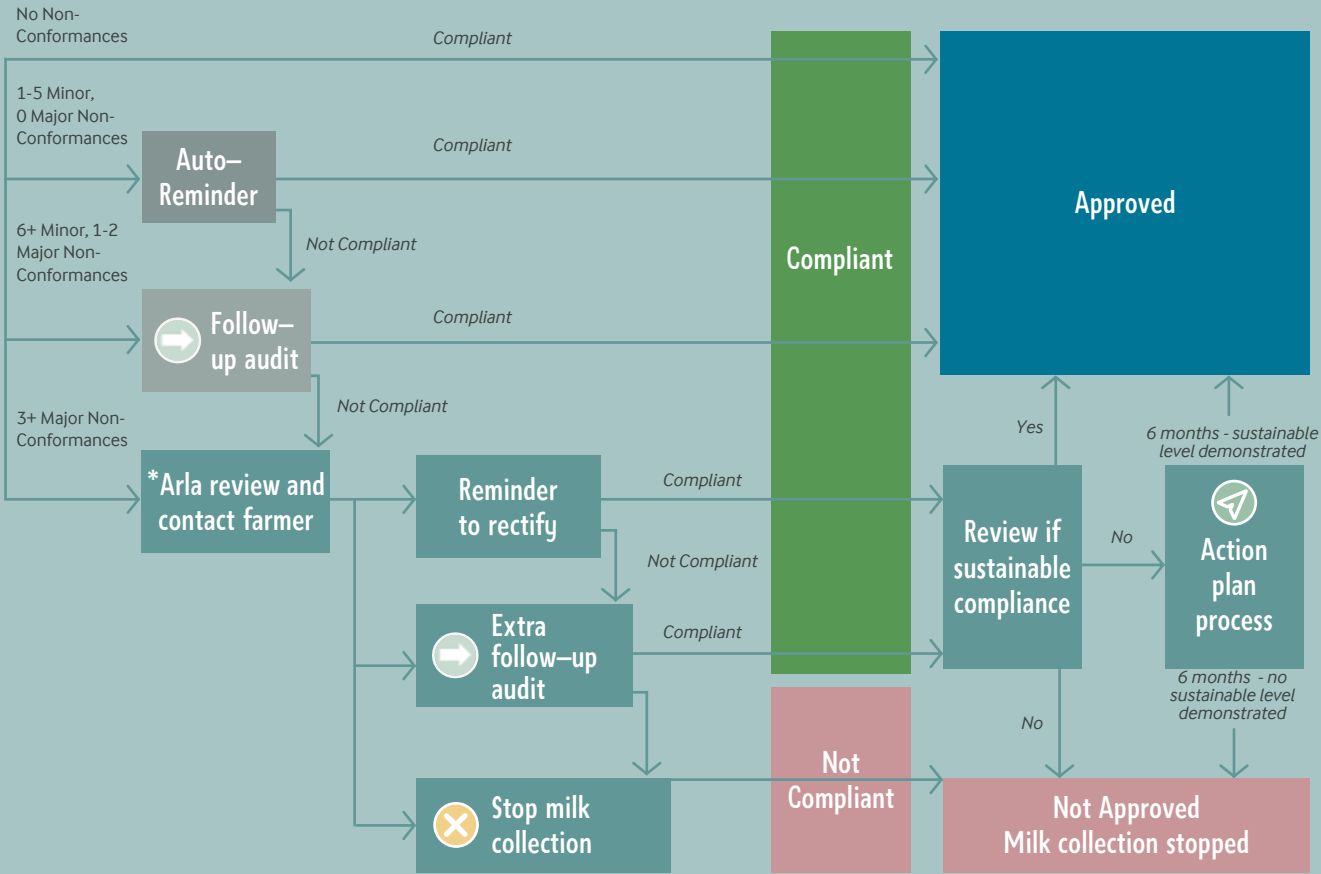 No Non-
Conformances
Compliant
1-5 Minor,
0 Major Non-
Conformances
Auto–
Reminder
Compliant
Not Compliant
6+ Minor, 1-2
Major Non-
Conformances
Follow–
up audit
Compliant
Not Compliant
3+ Major Non-
Conformances
*Arla review and
contact farmer
Reminder
to rectify
Compliant
Not Compliant
Extra
follow–up
audit
Compliant
Stop milk
collection
Compliant
Not
Compliant
Approved
Yes
6 months - sustainable
level demonstrated
Review if
sustainable
compliance
No
Action
plan
process
No
6 months - no
sustainable level
demonstrated
Not Approved
Milk collection stopped